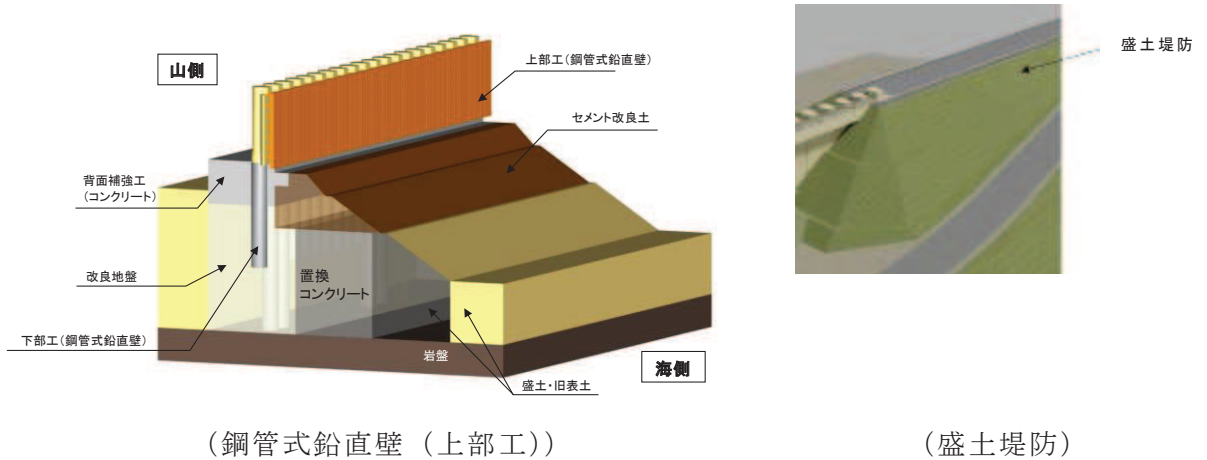 山側
上部工(鋼管式鉛直壁)
セメント改良土
背面補強工
(コンクリート)
改良地盤
置換
コンクリート
下部工(鋼管式鉛直壁)
岩盤
海側
盛土・旧表土
盛土堤防
(鋼管式鉛直壁(上部工))
(盛土堤防)